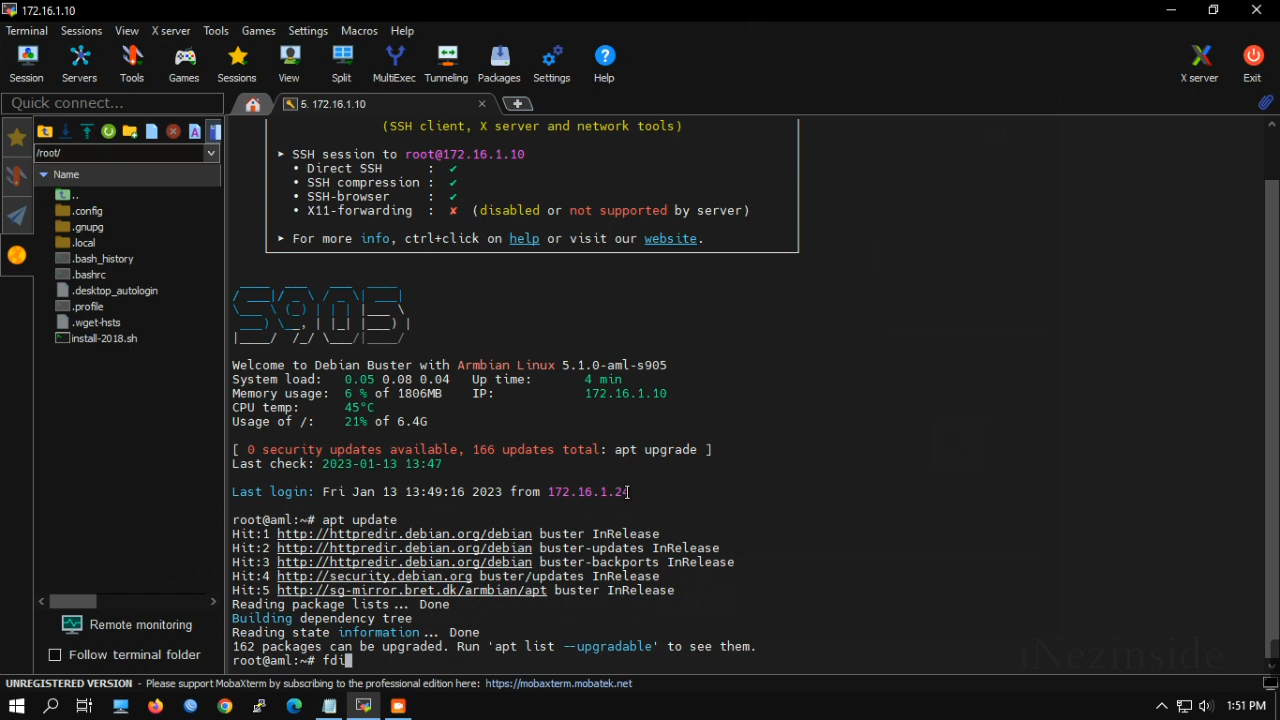 172.16.1.10
Terminal Sessions View X server Tools Games Settings Macros Help
Session Servers Tools Games Sessions View Split MultiExec Tunneling Packages Settings Help X server Exit
Quick connect...
5. 172.16.1.10
/root/
Name
..
.config
.gnupg
.local
.bash_history
.bashrc
.desktop_autologin
.profile
.wget-hsts
install-2018.sh
Remote monitoring
Follow terminal folder
(SSH client, X server and network tools)
▸ SSH session to root@172.16.1.10
• Direct SSH : ✔
• SSH compression : ✔
• SSH-browser : ✔
• X11-forwarding : ✘ (disabled or not supported by server)
▸ For more info, ctrl+click on help or visit our website.
S905
Welcome to Debian Buster with Armbian Linux 5.1.0-aml-s905
System load: 0.05 0.08 0.04 Up time: 4 min
Memory usage: 6 % of 1806MB IP: 172.16.1.10
CPU temp: 45°C
Usage of /: 21% of 6.4G
[ 0 security updates available, 166 updates total: apt upgrade ]
Last check: 2023-01-13 13:47
Last login: Fri Jan 13 13:49:16 2023 from 172.16.1.24
root@aml:~# apt update
Hit:1 http://httpredir.debian.org/debian buster InRelease
Hit:2 http://httpredir.debian.org/debian buster-updates InRelease
Hit:3 http://httpredir.debian.org/debian buster-backports InRelease
Hit:4 http://security.debian.org buster/updates InRelease
Hit:5 http://sg-mirror.bret.dk/armbian/apt buster InRelease
Reading package lists... Done
Building dependency tree
Reading state information... Done
162 packages can be upgraded. Run 'apt list --upgradable' to see them.
root@aml:~# fdi
iNezinside
UNREGISTERED VERSION - Please support MobaXterm by subscribing to the professional edition here: https://mobaxterm.mobatek.net
1:51 PM